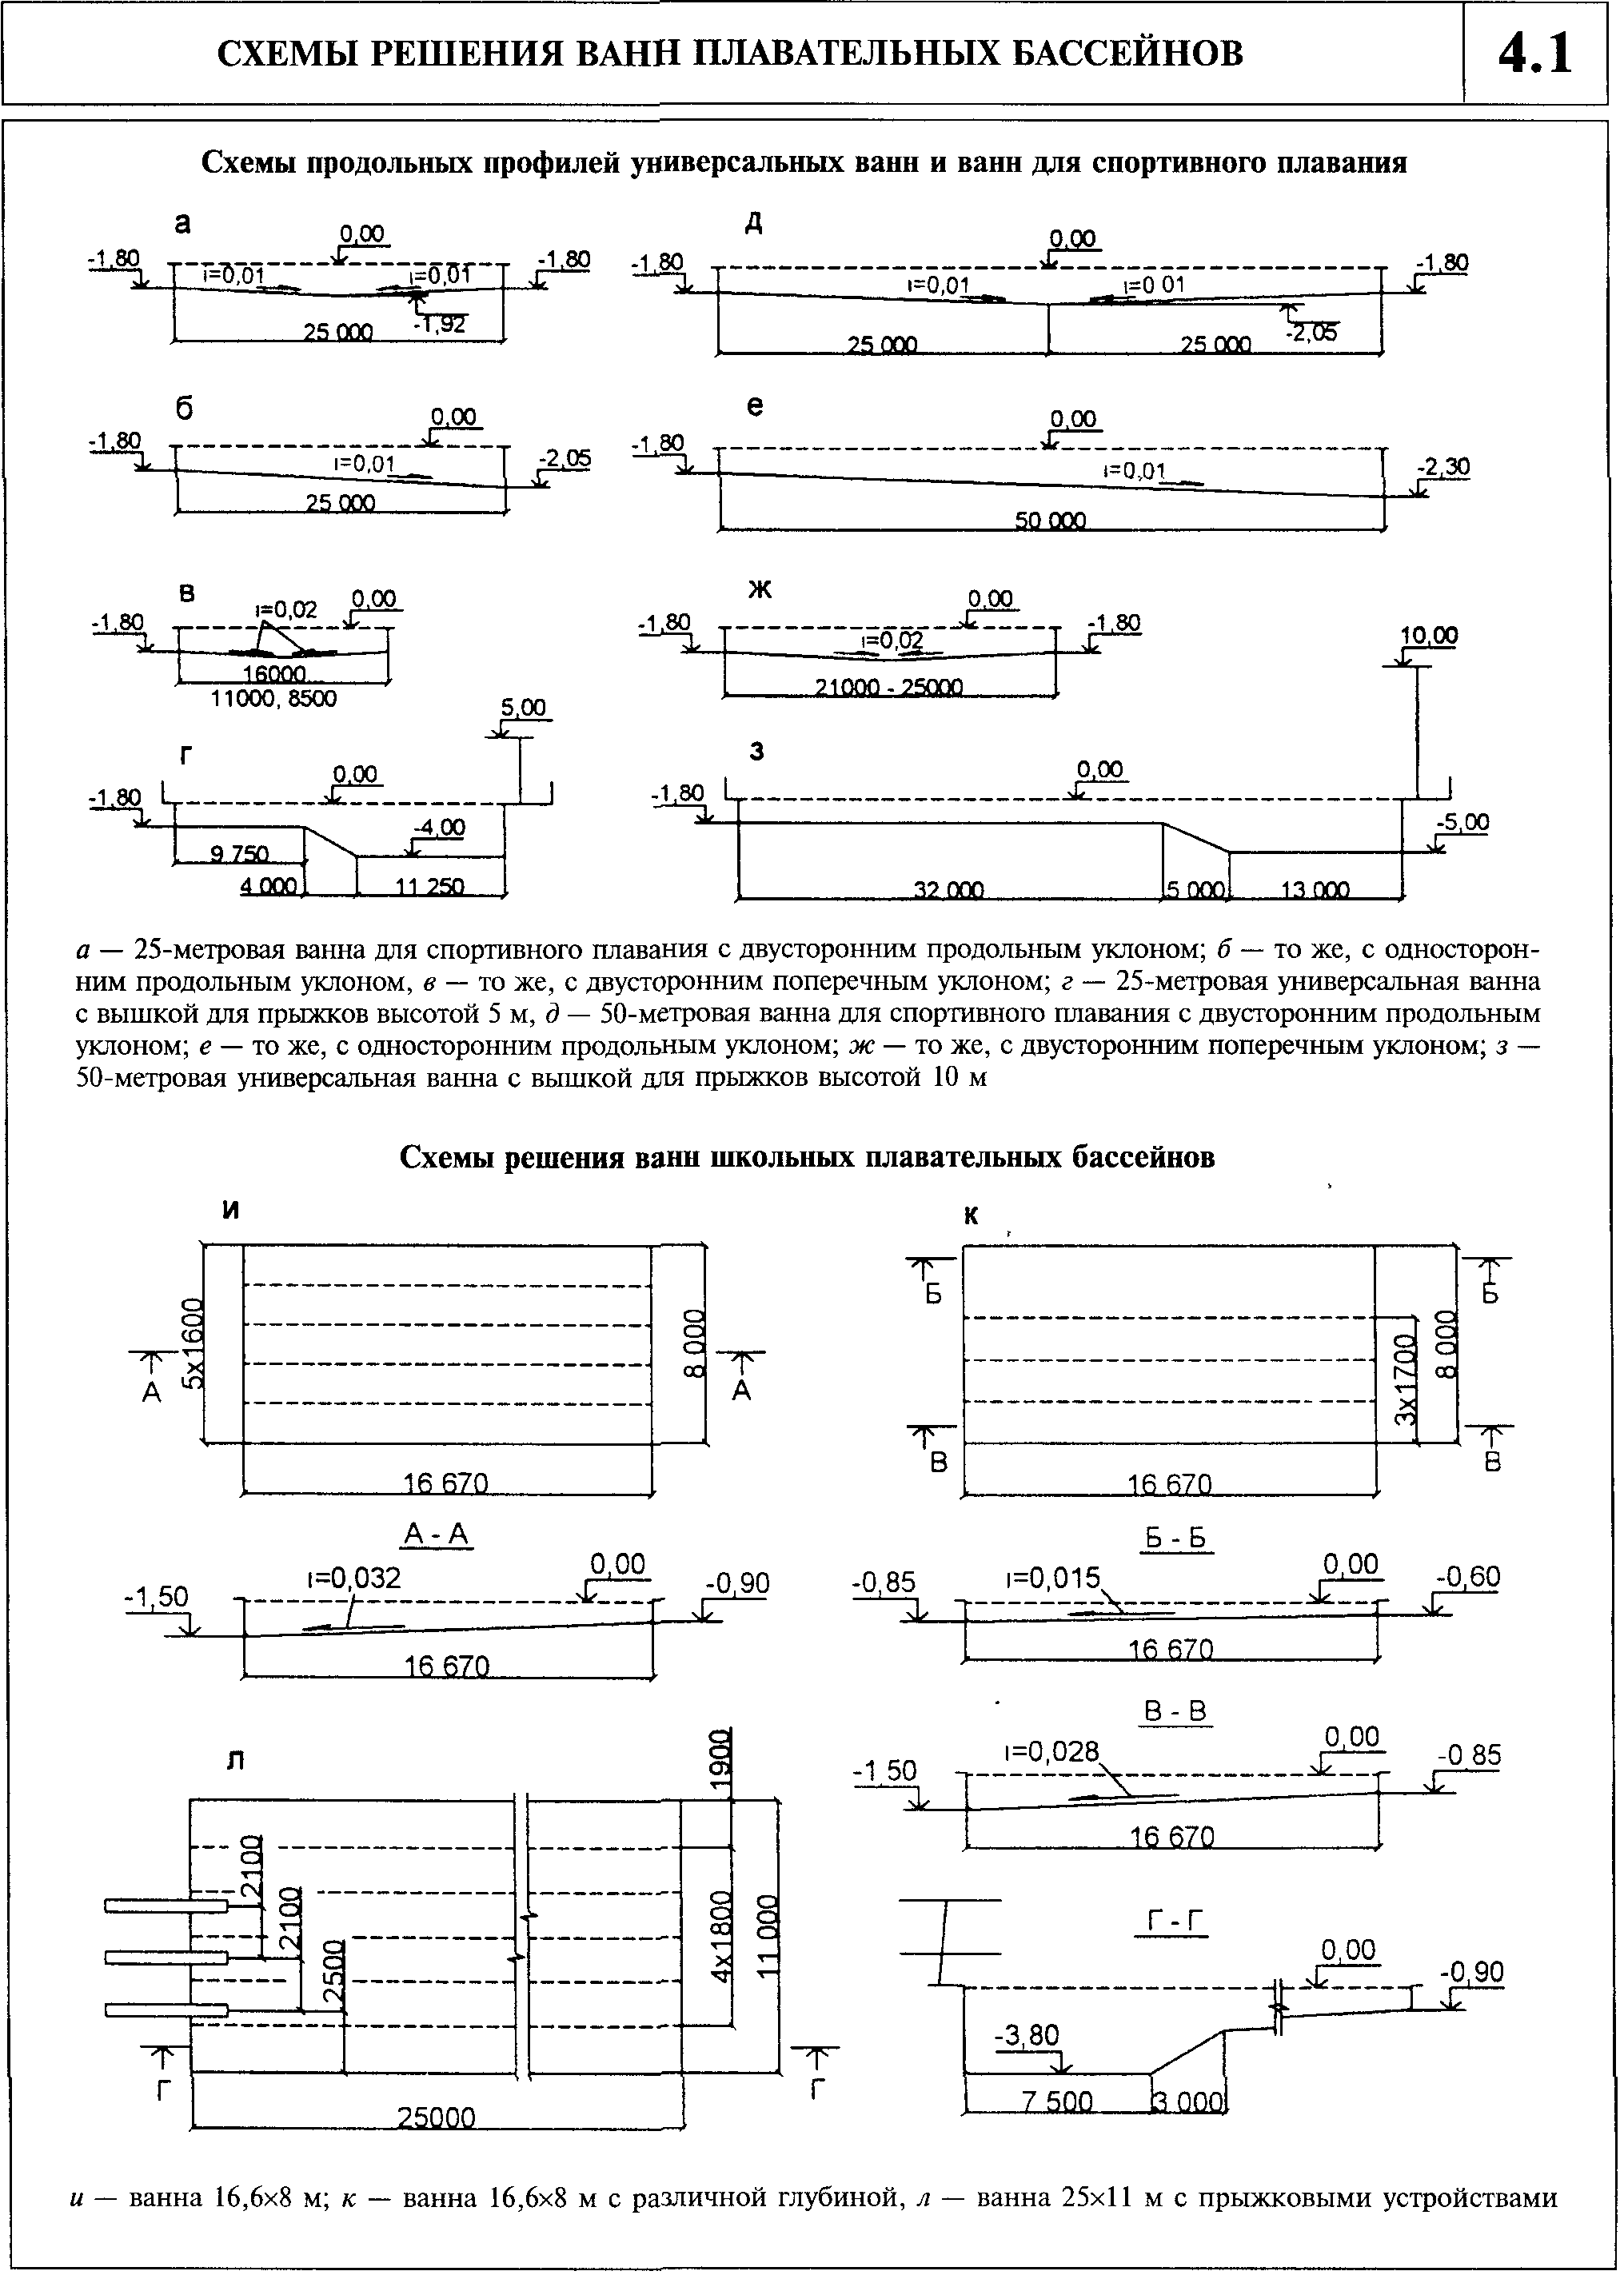 СХЕМЫ РЕШЕНИЯ ВАНН ПЛАВАТЕЛЬНЫХ БАССЕЙНОВ
4.1
Схемы продольных профилей универсальных ванн и ванн для спортивного плавания
а
0,00
-1,80
-1,80
i=0,01
i=0,01
-1,92
25 000
д
0,00
-1,80
-1,80
i=0,01
i=0 01
-2,05
25 000
25 000
б
0,00
-1,80
-2,05
i=0,01
25 000
е
0,00
-1,80
-2,30
i=0,01
50 000
в
i=0,02
0,00
-1,80
16000
11000, 8500
ж
0,00
-1,80
-1,80
i=0,02
21000 - 25000
г
5,00
0,00
-1,80
-4,00
9 750
4 000
11 250
з
10,00
0,00
-1,80
-5,00
32 000
5 000
13 000
а — 25-метровая ванна для спортивного плавания с двусторонним продольным уклоном; б — то же, с односторон-
ним продольным уклоном, в — то же, с двусторонним поперечным уклоном; г — 25-метровая универсальная ванна
с вышкой для прыжков высотой 5 м, д — 50-метровая ванна для спортивного плавания с двусторонним продольным
уклоном; е — то же, с односторонним продольным уклоном; ж — то же, с двусторонним поперечным уклоном; з —
50-метровая универсальная ванна с вышкой для прыжков высотой 10 м
Схемы решения ванн школьных плавательных бассейнов
и
5х1600
8 000
А
А
16 670
А - А
i=0,032
0,00
-1,50
-0,90
16 670
к
Б
Б
3х1700
8 000
В
В
16 670
Б - Б
-0,85
i=0,015
0,00
-0,60
16 670
В - В
-1 50
i=0,028
0,00
-0 85
16 670
л
1900
2100
2100
2500
4х1800
11 000
Г
Г
25000
Г - Г
0,00
-0,90
-3,80
7 500
3 000
и — ванна 16,6х8 м; к — ванна 16,6х8 м с различной глубиной, л — ванна 25х11 м с прыжковыми устройствами